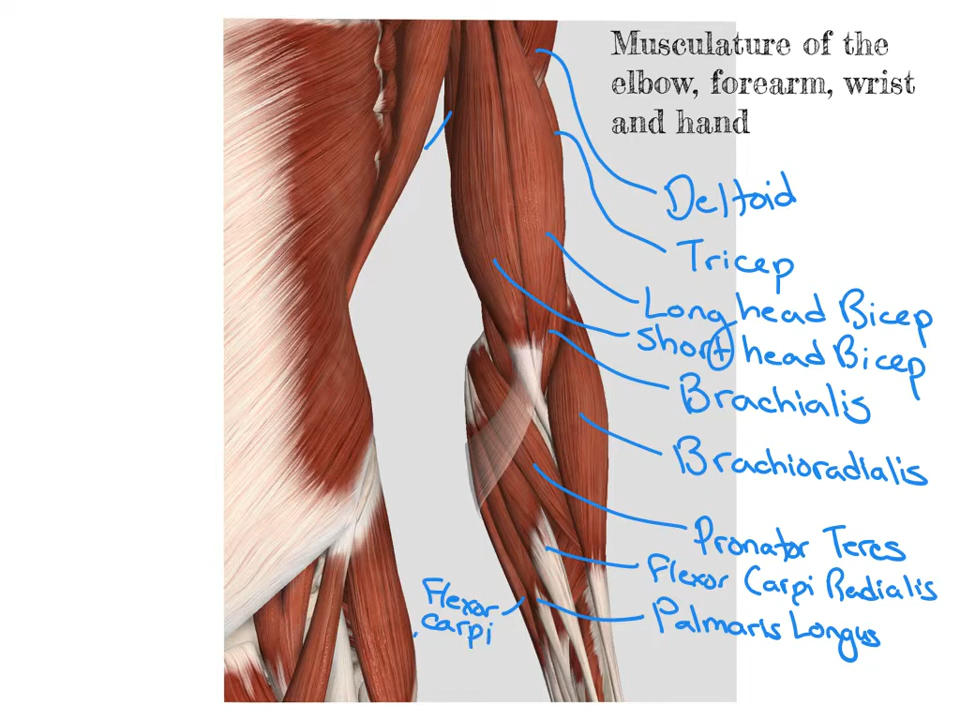 Musculature of the
elbow, forearm, wrist
and hand
Deltoid
Tricep
Long head Bicep
short head Bicep
Brachialis
Brachioradialis
Pronator Teres
Flexor Carpi Radialis
Palmaris Longus
Flexor
carpi